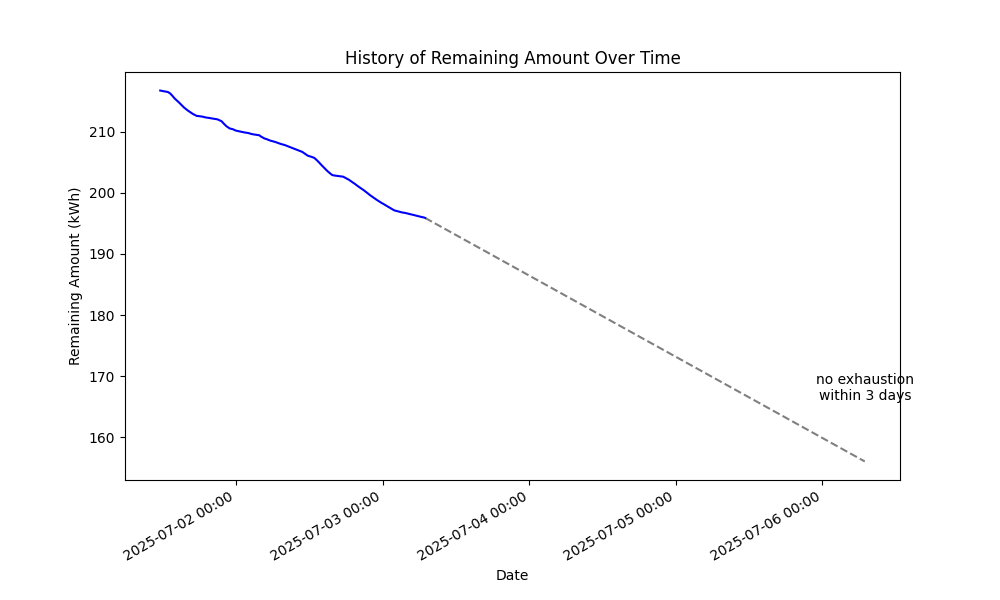 History of Remaining Amount Over Time
Remaining Amount (kWh)
210
200
190
180
170
160
no exhaustion
within 3 days
2025-07-02 00:00
2025-07-03 00:00
2025-07-04 00:00
2025-07-05 00:00
2025-07-06 00:00
Date